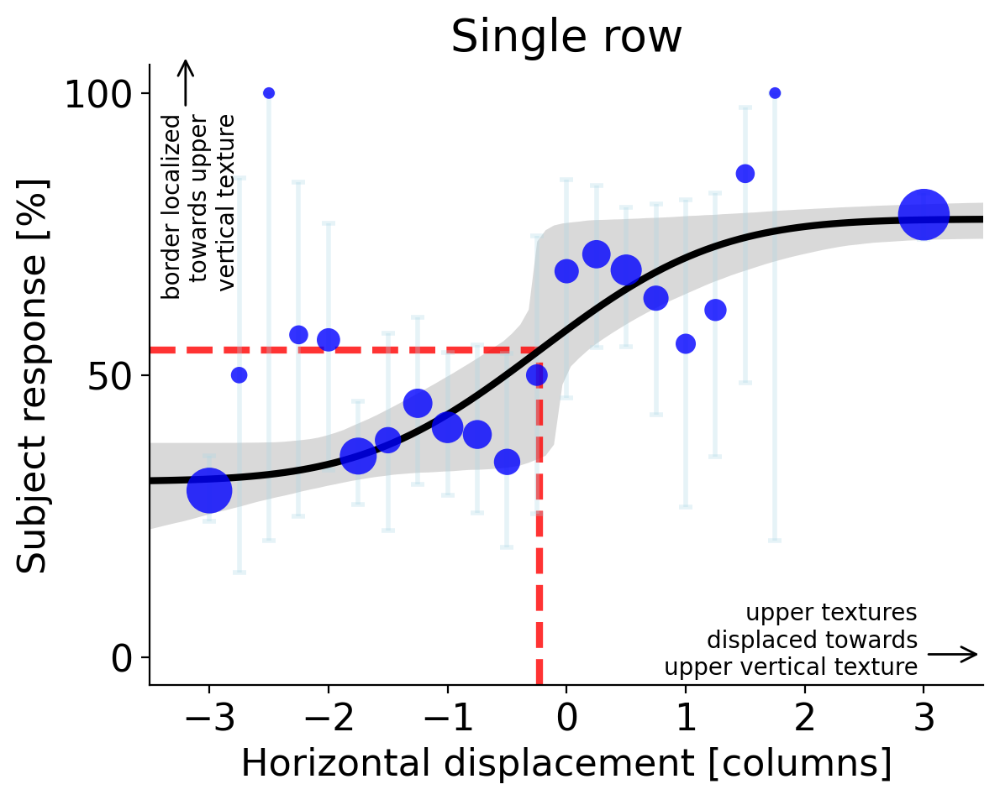 Single row
100
50
0
Subject response [%]
border localized
towards upper
vertical texture
upper textures
displaced towards
upper vertical texture
−3 −2 −1 0 1 2 3
Horizontal displacement [columns]